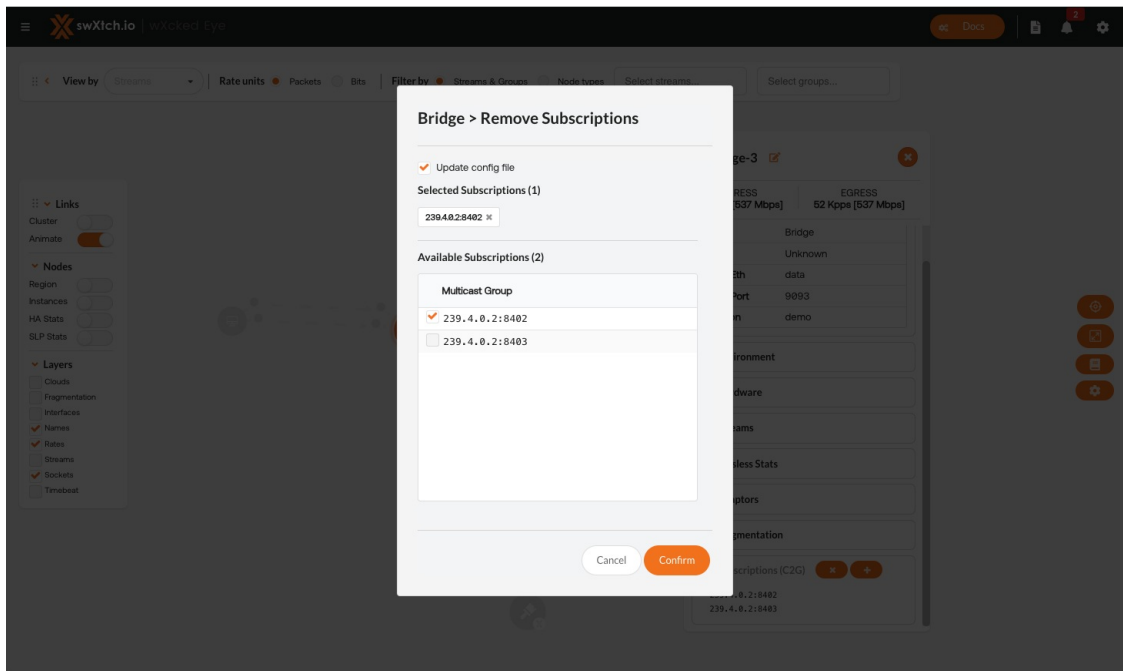 swXtch.io | wXcked Eye
Docs
2
View by Streams
Rate units Packets Bits
Filter by Streams & Groups Node types Select streams... Select groups...
Bridge > Remove Subscriptions
Update config file
Selected Subscriptions (1)
239.4.0.2:8402 ×
Available Subscriptions (2)
Multicast Group
239.4.0.2:8402
239.4.0.2:8403
Cancel Confirm
Links
Cluster
Animate
Nodes
Region
Instances
HA Stats
SLP Stats
Layers
Clouds
Fragmentation
Interfaces
Names
Rates
Streams
Sockets
Timebeat
ge-3
RESS EGRESS
[537 Mbps] 52 Kpps [537 Mbps]
Bridge
Unknown
Eth data
Port 9093
on demo
ironment
dware
eams
sless Stats
aptors
gmentation
scriptions (C2G)
239.4.0.2:8402
239.4.0.2:8403